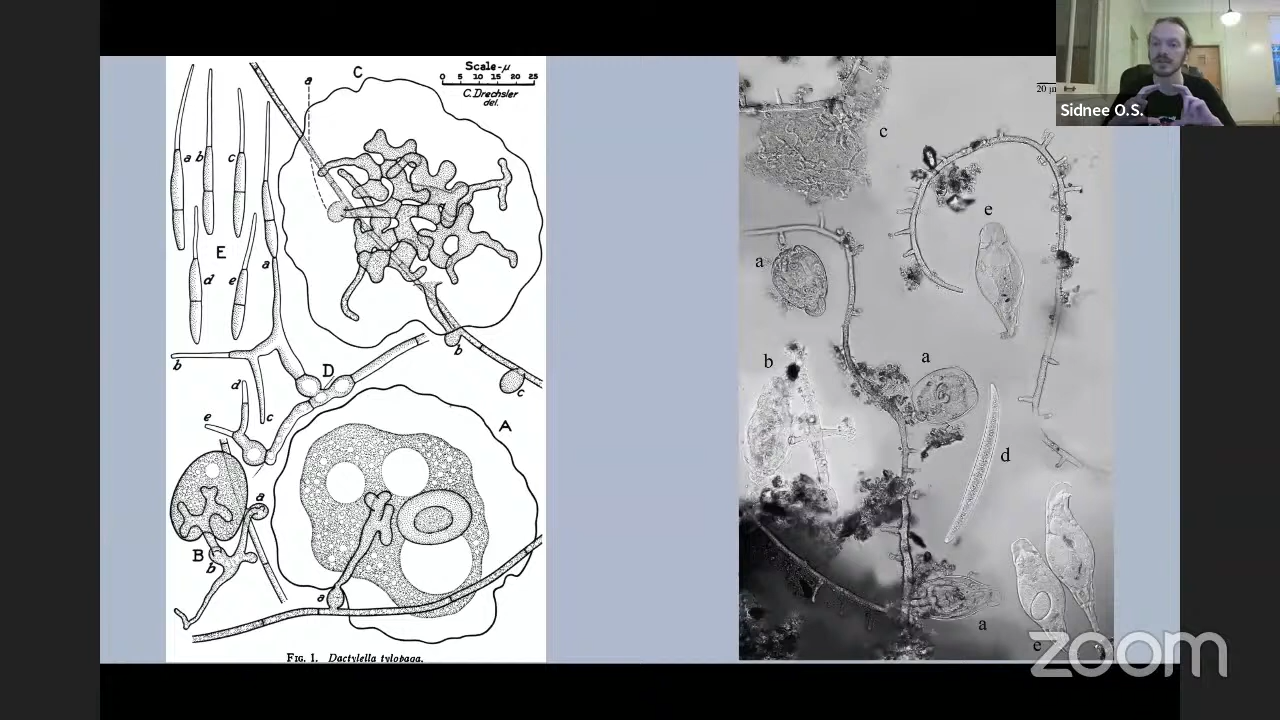 Scale-μ
0 5 10 15 20 25
C. Drechsler
del.
a
C
a b c
E
d e
a
b
c
D
b
c
d
e
A
B
a
b
a
FIG. 1. Dactylella tylopaga.
20 μ
c
e
a
b
a
d
a
e
Sidnee O.S.
zoom